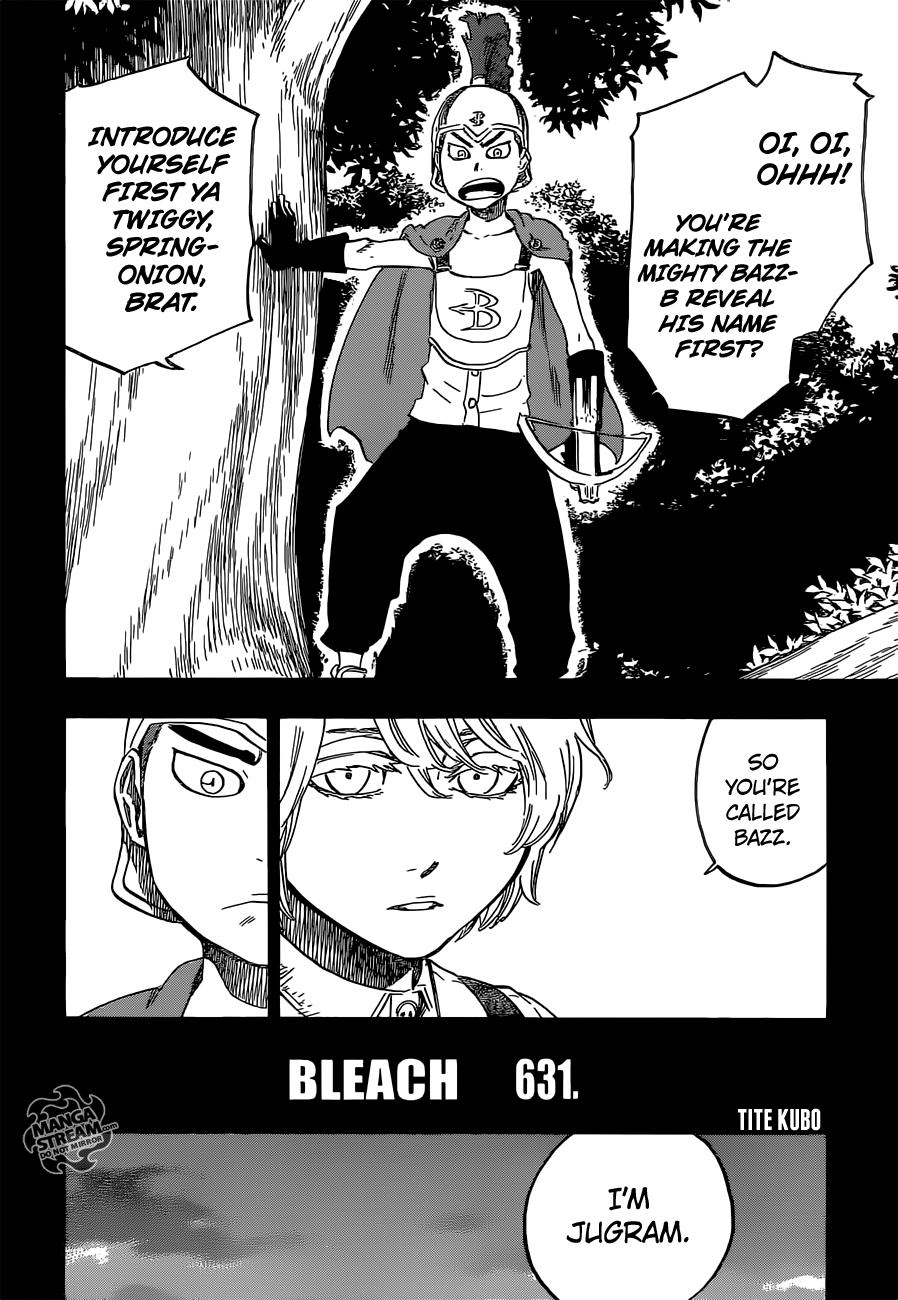 OI, OI,
OHHH!
YOU'RE
MAKING THE
MIGHTY BAZZ-
B REVEAL
HIS NAME
FIRST?
INTRODUCE
YOURSELF
FIRST YA
TWIGGY,
SPRING-
ONION,
BRAT.
B
B
SO
YOU'RE
CALLED
BAZZ.
BLEACH 631.
TITE KUBO
MANGA
STREAM.com
DO NOT MIRROR
I'M
JUGRAM.